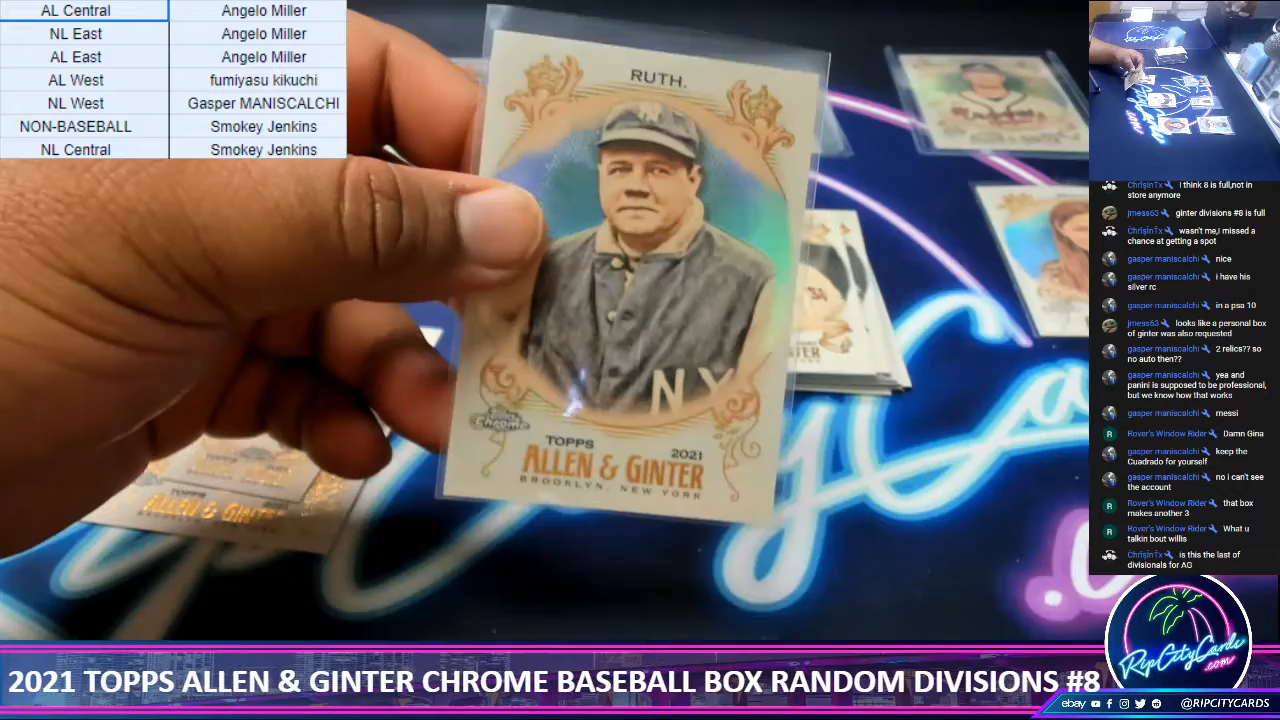 AL Central Angelo Miller
NL East Angelo Miller
AL East Angelo Miller
AL West fumiyasu kikuchi
NL West Gasper MANISCALCHI
NON-BASEBALL Smokey Jenkins
NL Central Smokey Jenkins
RUTH.
NY
Topps Chrome
TOPPS 2021
ALLEN & GINTER
BROOKLYN, NEW YORK
TOPPS 2021
ALLEN & GINTER
ChrĩsĩnTx I think 8 is full,not in
store anymore
jmess63 ginter divisions #8 is full
ChrĩsĩnTx wasn't me,I missed a
chance at getting a spot
gasper maniscalchi nice
gasper maniscalchi i have his
silver rc
gasper maniscalchi in a psa 10
jmess63 looks like a personal box
of ginter was also requested
gasper maniscalchi 2 relics?? so
no auto then??
gasper maniscalchi yea and
panini is supposed to be professional,
but we know how that works
gasper maniscalchi messi
R Rover's Window Rider Damn Gina
gasper maniscalchi keep the
Cuadrado for yourself
gasper maniscalchi no i can't see
the account
R Rover's Window Rider that box
makes another 3
R Rover's Window Rider What u
talkin bout willis
ChrĩsĩnTx is this the last of
divisionals for AG
RipCityCards
.com
2021 TOPPS ALLEN & GINTER CHROME BASEBALL BOX RANDOM DIVISIONS #8
ebay @RIPCITYCARDS